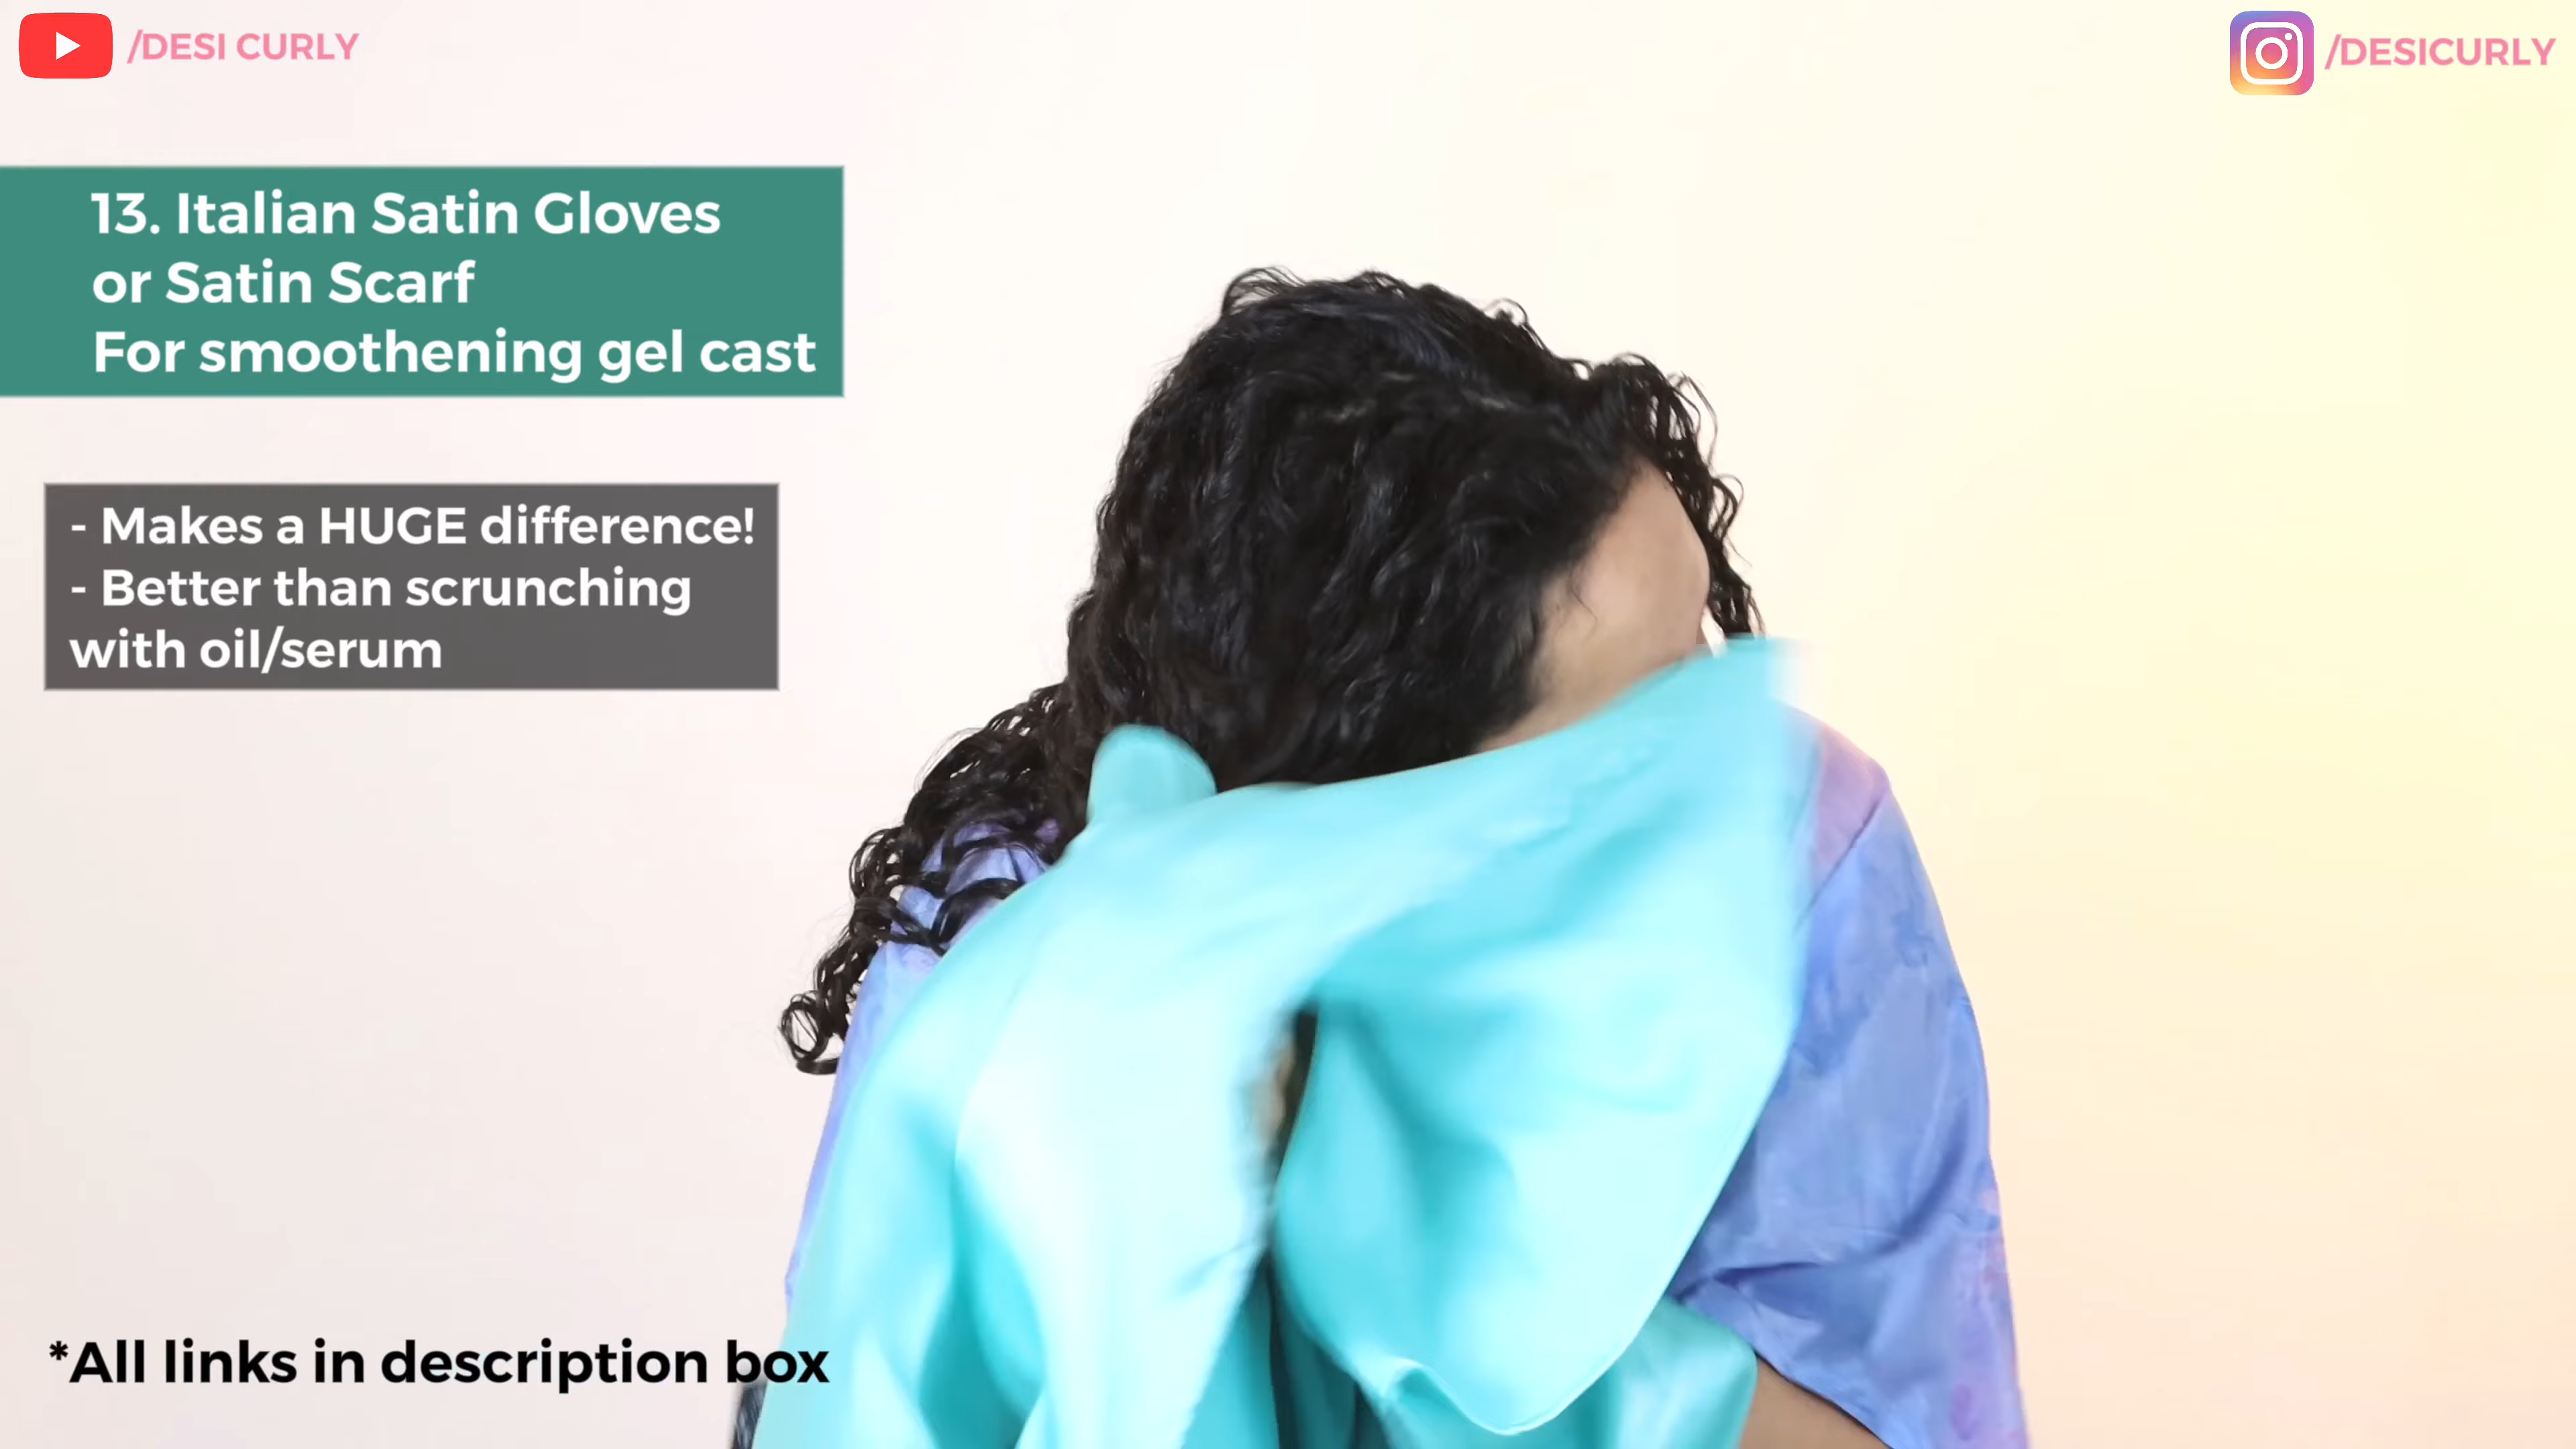 /DESI CURLY
/DESICURLY
13. Italian Satin Gloves
or Satin Scarf
For smoothening gel cast
- Makes a HUGE difference!
- Better than scrunching
with oil/serum
*All links in description box